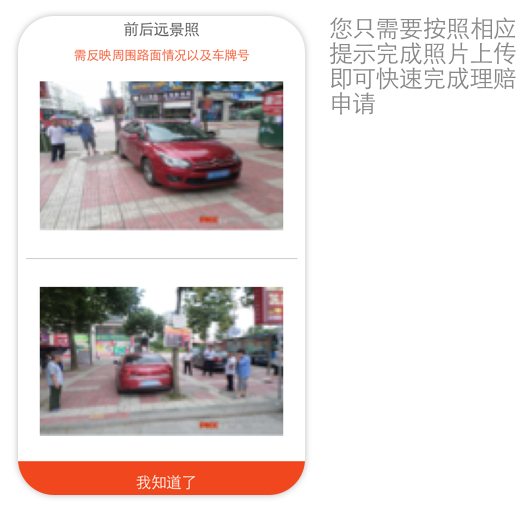 前后远景照
需反映周围路面情况以及车牌号
我知道了
您只需要按照相应
提示完成照片上传
即可快速完成理赔
申请